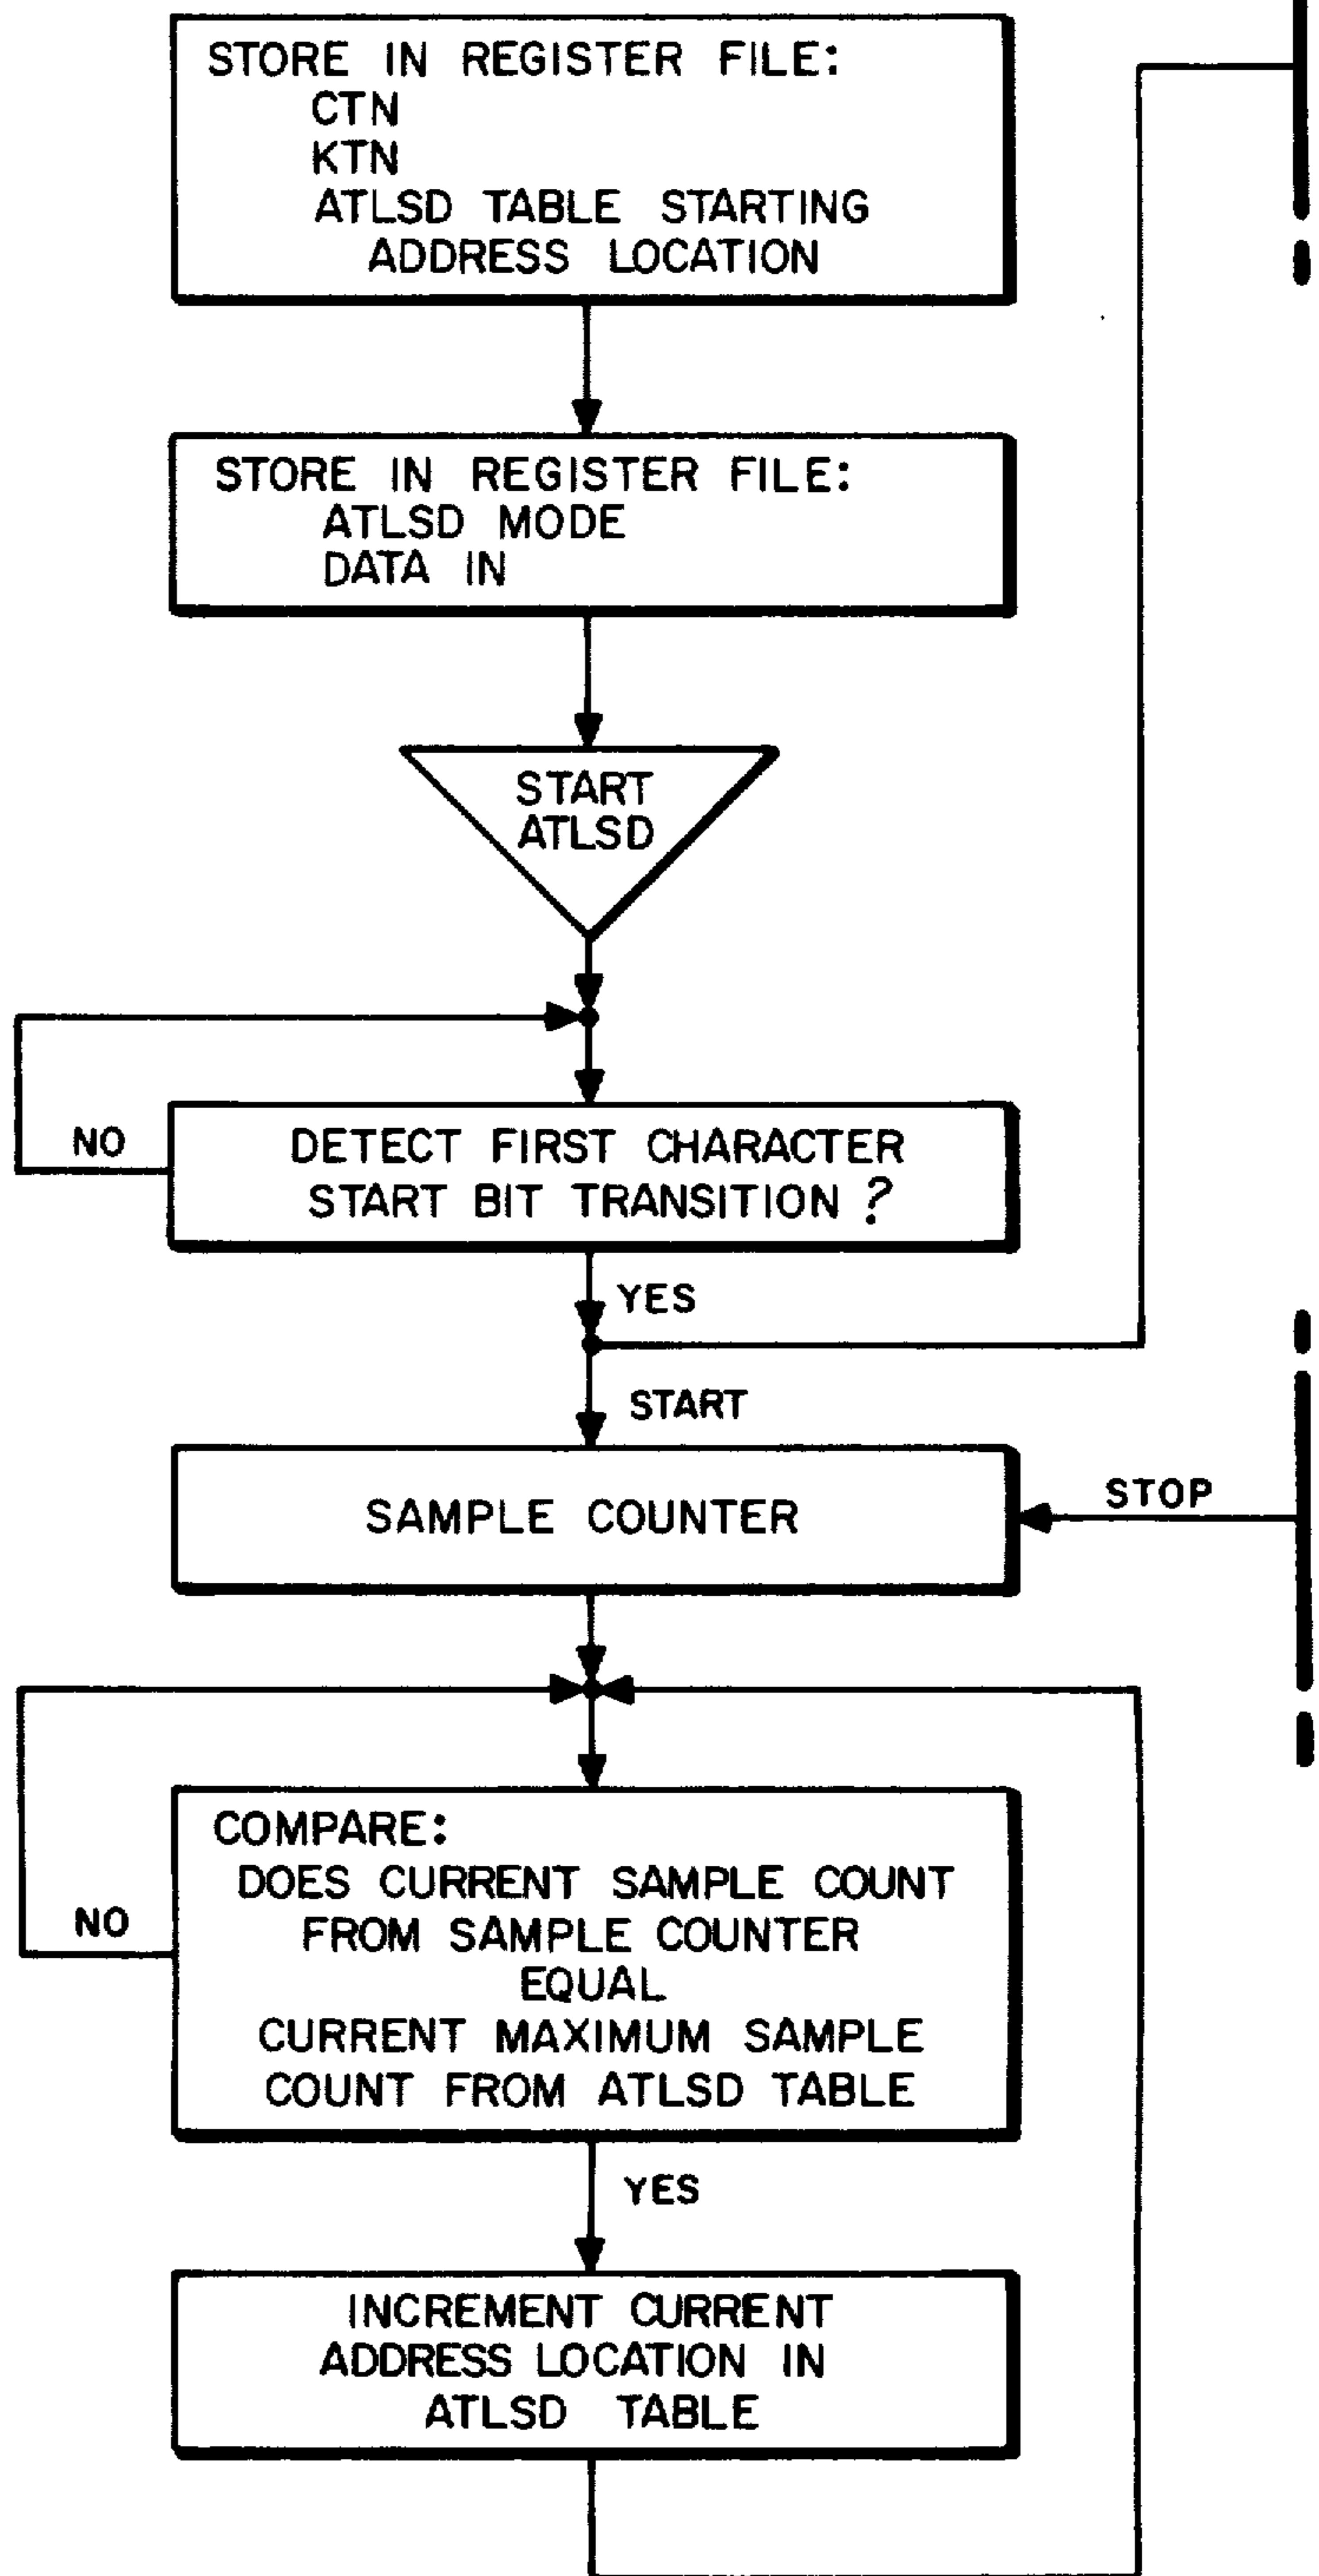 STORE IN REGISTER FILE:
CTN
KTN
ATLSD TABLE STARTING
ADDRESS LOCATION
STORE IN REGISTER FILE:
ATLSD MODE
DATA IN
START
ATLSD
NO
DETECT FIRST CHARACTER
START BIT TRANSITION ?
YES
START
SAMPLE COUNTER
STOP
COMPARE:
DOES CURRENT SAMPLE COUNT
FROM SAMPLE COUNTER
NO
EQUAL
CURRENT MAXIMUM SAMPLE
COUNT FROM ATLSD TABLE
YES
INCREMENT CURRENT
ADDRESS LOCATION IN
ATLSD TABLE